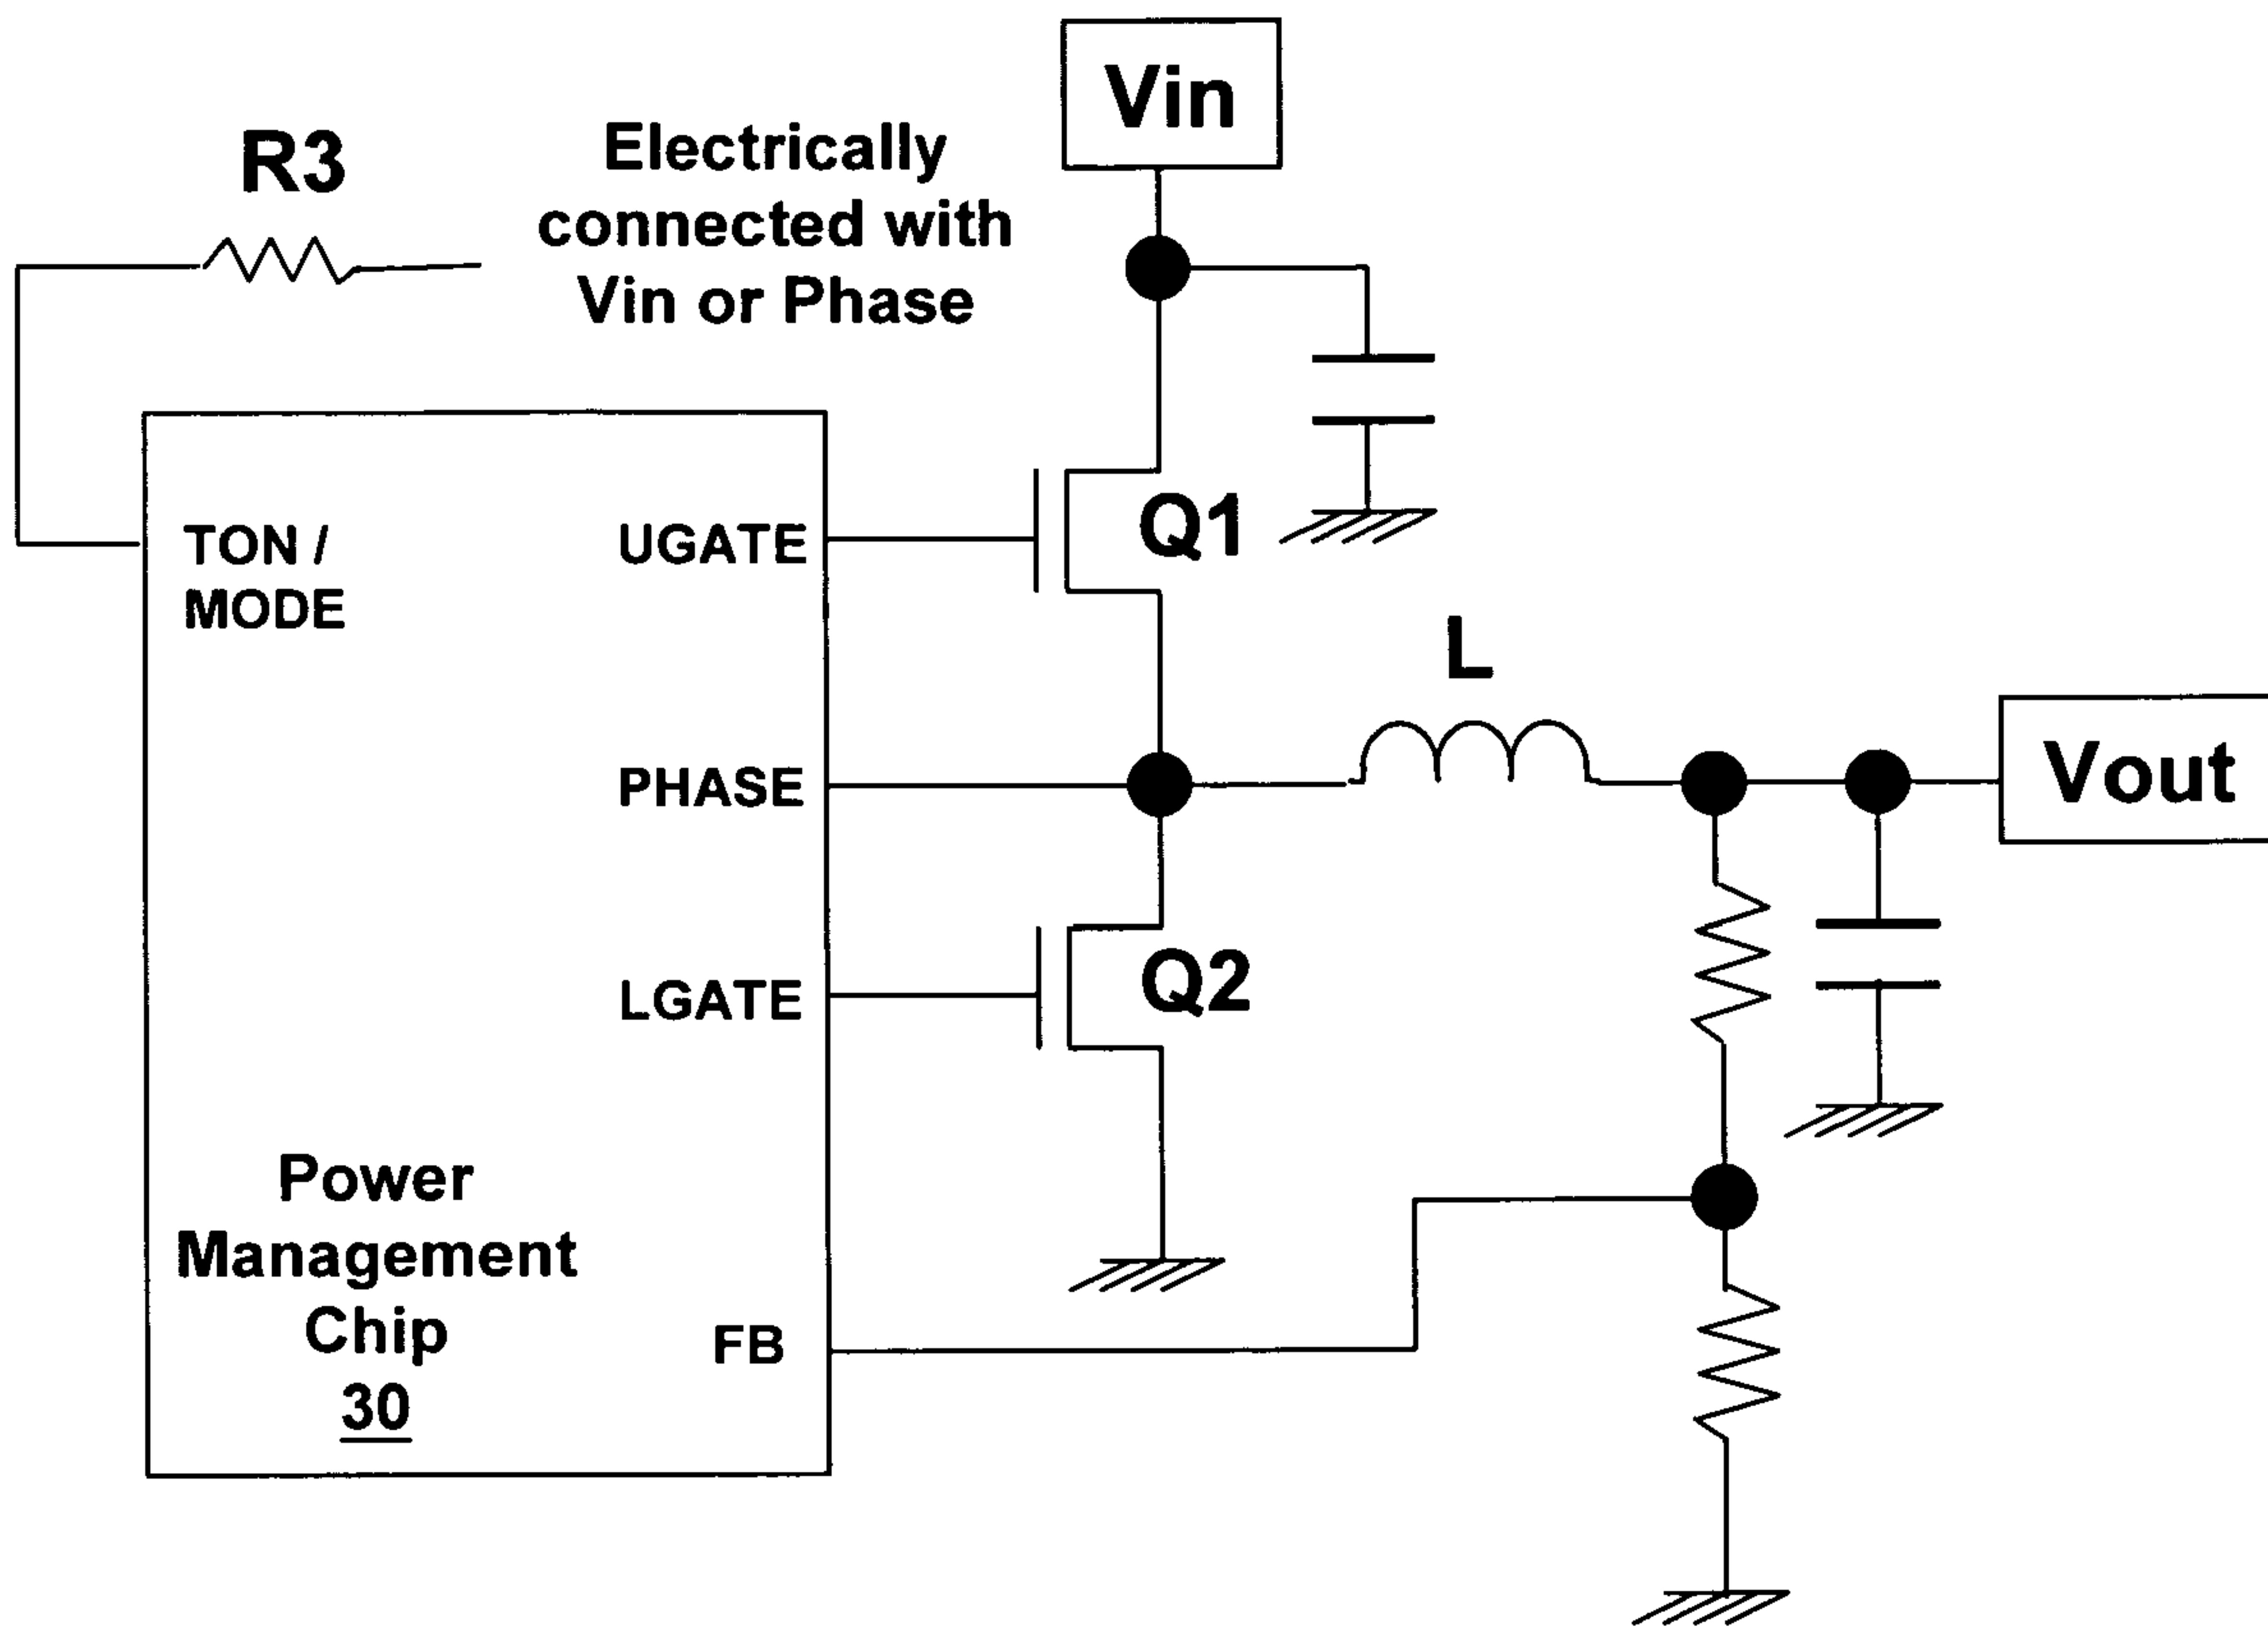 Vin
R3
Electrically
connected with
Vin or Phase
TON /
MODE
UGATE
Q1
L
PHASE
Vout
LGATE
Q2
Power
Management
Chip
30
FB